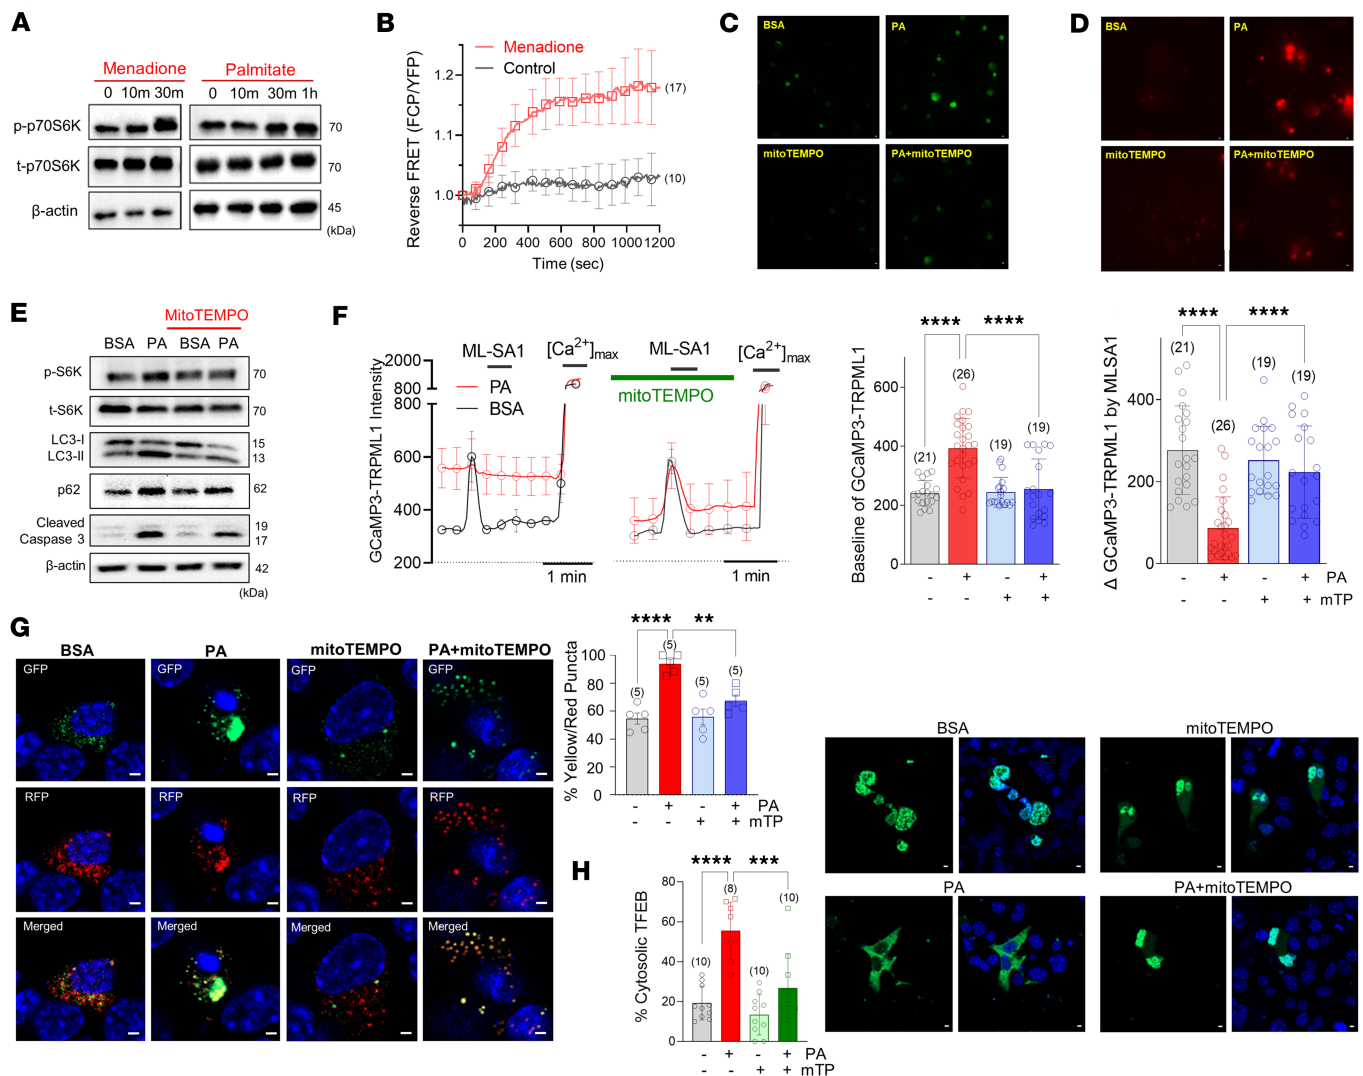 A
Menadione
Palmitate
0 10m 30m
0 10m 30m 1h
p-p70S6K
70
t-p70S6K
70
β-actin
45
(kDa)
B
Menadione
Control
Reverse FRET (FCP/YFP)
1.2
1.1
1.0
(17)
(10)
0 200 400 600 800 1000 1200
Time (sec)
C
BSA
PA
mitoTEMPO
PA+mitoTEMPO
D
BSA
PA
mitoTEMPO
PA+mitoTEMPO
E
MitoTEMPO
BSA PA BSA PA
p-S6K
70
t-S6K
70
LC3-I
15
LC3-II
13
p62
62
Cleaved
Caspase 3
19
17
β-actin
42
(kDa)
F
GCaMP3-TRPML1 Intensity
2000
800
800
600
400
200
ML-SA1
[Ca2+]max
PA
BSA
1 min
ML-SA1
[Ca2+]max
mitoTEMPO
1 min
Baseline of GCaMP3-TRPML1
600
400
200
0
**** ****
(21)
(26)
(19)
(19)
- + - +
- - + +
Δ GCaMP3-TRPML1 by MLSA1
400
200
0
**** ****
(21)
(26)
(19)
(19)
- + - + PA
- - + + mTP
G
BSA
PA
mitoTEMPO
PA+mitoTEMPO
GFP
GFP
GFP
GFP
RFP
RFP
RFP
RFP
Merged
Merged
Merged
Merged
% Yellow/Red Puncta
100
80
60
40
20
0
**** **
(5)
(5)
(5)
(5)
- + - + PA
- - + + mTP
H
% Cytosolic TFEB
80
60
40
20
0
**** ***
(10)
(8)
(10)
(10)
- + - + PA
- - + + mTP
BSA
mitoTEMPO
PA
PA+mitoTEMPO